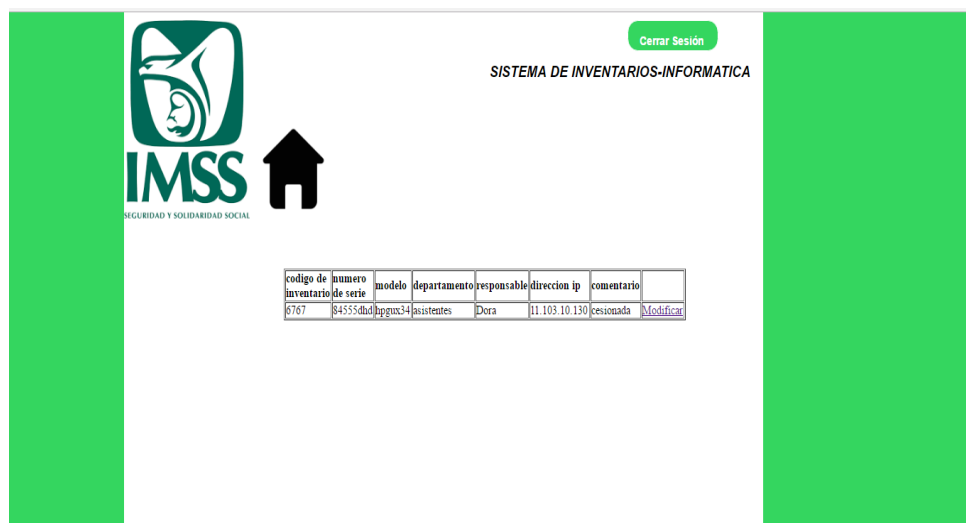 Cerrar Sesión
SISTEMA DE INVENTARIOS-INFORMATICA
IMSS
SEGURIDAD Y SOLIDARIDAD SOCIAL
codigo de inventario numero de serie modelo departamento responsable direccion ip comentario
6767 84555dhd hpgux34 asistentes Dora 11.103.10.130 cesionada Modificar